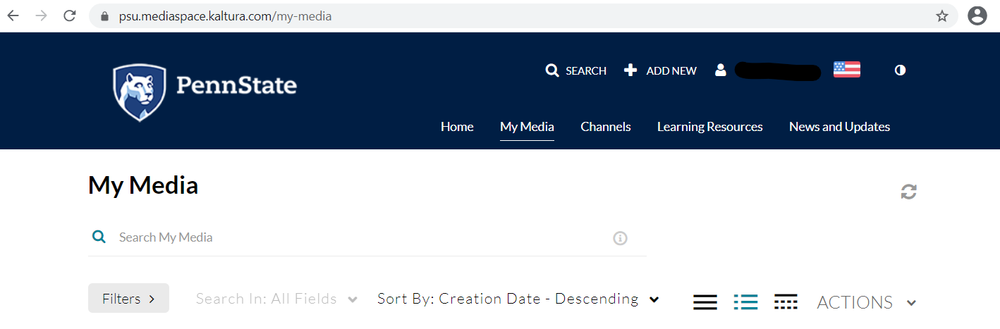 psu.mediaspace.kaltura.com/my-media
PennState
SEARCH ADD NEW
Home My Media Channels Learning Resources News and Updates
My Media
Search My Media
Filters Search In: All Fields Sort By: Creation Date - Descending ACTIONS